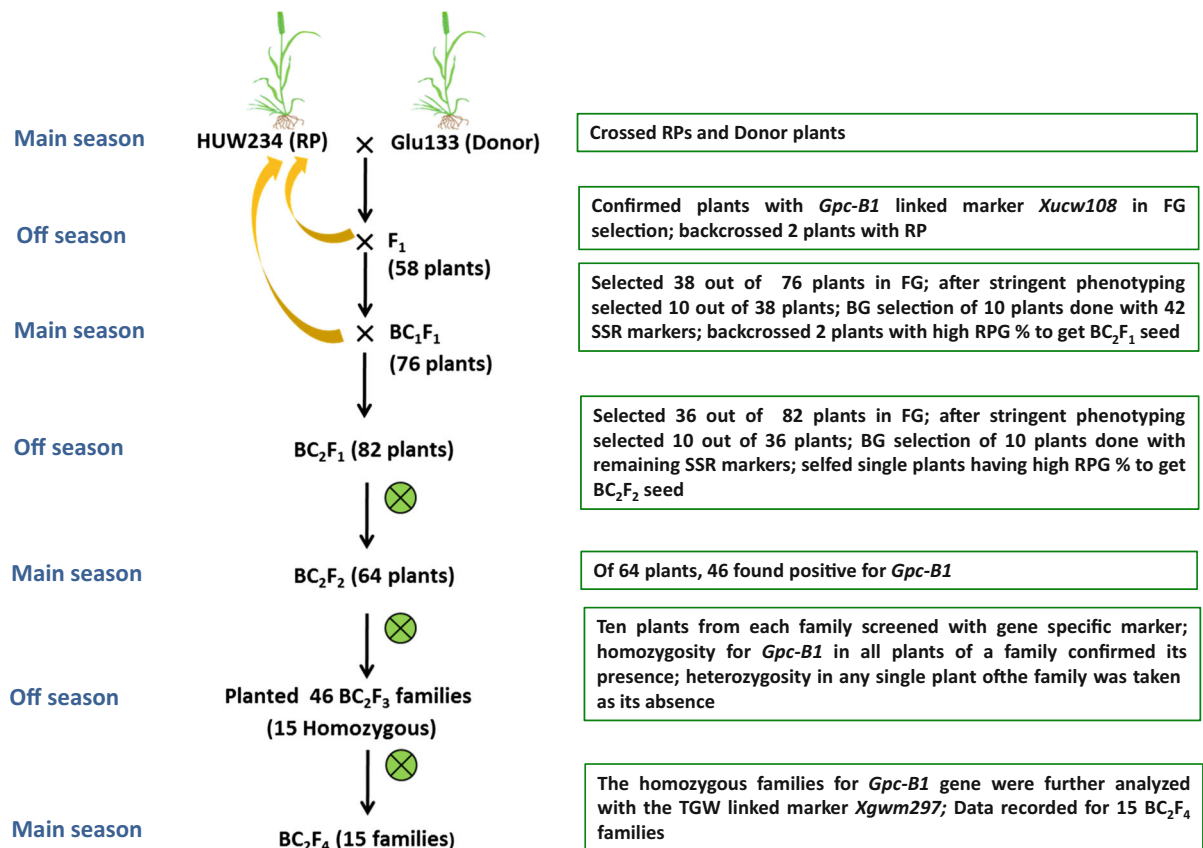 Main season
HUW234 (RP) × Glu133 (Donor)
Crossed RPs and Donor plants
Off season
F1
(58 plants)
Confirmed plants with Gpc-B1 linked marker Xucw108 in FG
selection; backcrossed 2 plants with RP
Main season
BC1F1
(76 plants)
Selected 38 out of 76 plants in FG; after stringent phenotyping
selected 10 out of 38 plants; BG selection of 10 plants done with 42
SSR markers; backcrossed 2 plants with high RPG % to get BC2F1 seed
Off season
BC2F1 (82 plants)
Selected 36 out of 82 plants in FG; after stringent phenotyping
selected 10 out of 36 plants; BG selection of 10 plants done with
remaining SSR markers; selfed single plants having high RPG % to get
BC2F2 seed
Main season
BC2F2 (64 plants)
Of 64 plants, 46 found positive for Gpc-B1
Off season
Planted 46 BC2F3 families
(15 Homozygous)
Ten plants from each family screened with gene specific marker;
homozygosity for Gpc-B1 in all plants of a family confirmed its
presence; heterozygosity in any single plant ofthe family was taken
as its absence
Main season
BC2F4 (15 families)
The homozygous families for Gpc-B1 gene were further analyzed
with the TGW linked marker Xgwm297; Data recorded for 15 BC2F4
families